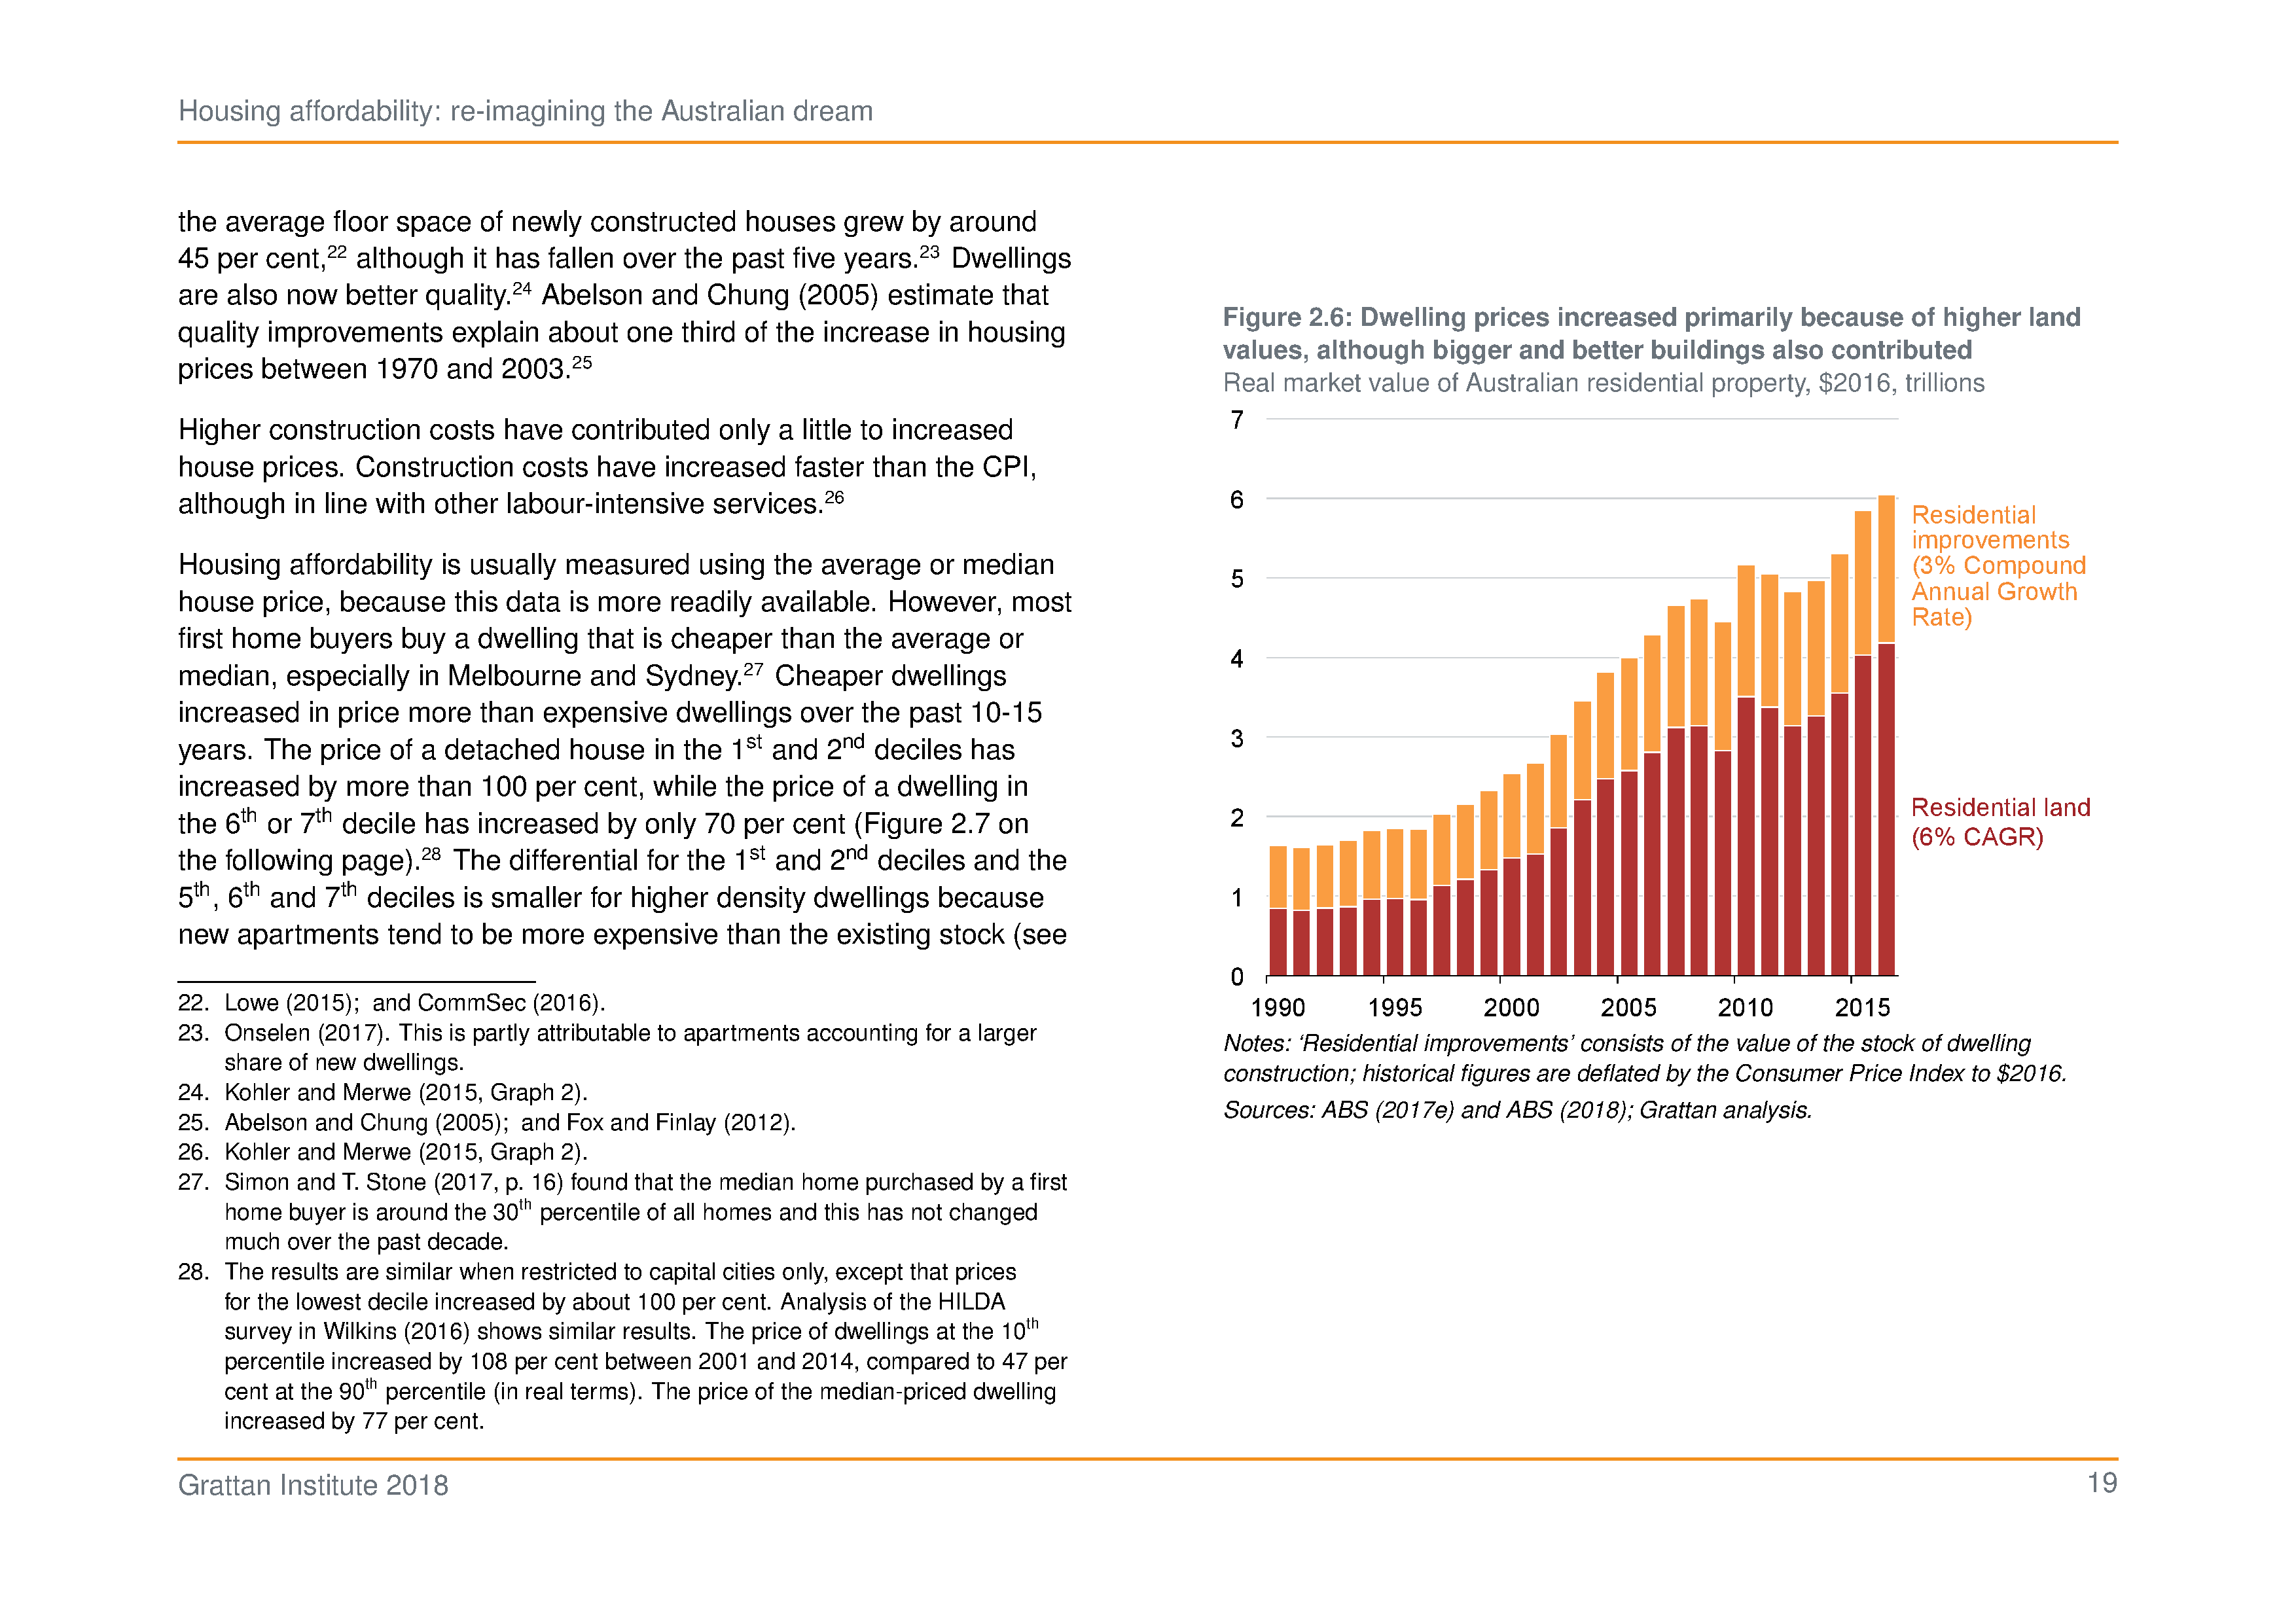 Housing affordability: re-imagining the Australian dream
the average floor space of newly constructed houses grew by around
45 per cent,22 although it has fallen over the past five years.23 Dwellings
are also now better quality.24 Abelson and Chung (2005) estimate that
quality improvements explain about one third of the increase in housing
prices between 1970 and 2003.25
Higher construction costs have contributed only a little to increased
house prices. Construction costs have increased faster than the CPI,
although in line with other labour-intensive services.26
Housing affordability is usually measured using the average or median
house price, because this data is more readily available. However, most
first home buyers buy a dwelling that is cheaper than the average or
median, especially in Melbourne and Sydney.27 Cheaper dwellings
increased in price more than expensive dwellings over the past 10-15
years. The price of a detached house in the 1st and 2nd deciles has
increased by more than 100 per cent, while the price of a dwelling in
the 6th or 7th decile has increased by only 70 per cent (Figure 2.7 on
the following page).28 The differential for the 1st and 2nd deciles and the
5th, 6th and 7th deciles is smaller for higher density dwellings because
new apartments tend to be more expensive than the existing stock (see
22. Lowe (2015); and CommSec (2016).
23. Onselen (2017). This is partly attributable to apartments accounting for a larger
share of new dwellings.
24. Kohler and Merwe (2015, Graph 2).
25. Abelson and Chung (2005); and Fox and Finlay (2012).
26. Kohler and Merwe (2015, Graph 2).
27. Simon and T. Stone (2017, p. 16) found that the median home purchased by a first
home buyer is around the 30th percentile of all homes and this has not changed
much over the past decade.
28. The results are similar when restricted to capital cities only, except that prices
for the lowest decile increased by about 100 per cent. Analysis of the HILDA
survey in Wilkins (2016) shows similar results. The price of dwellings at the 10th
percentile increased by 108 per cent between 2001 and 2014, compared to 47 per
cent at the 90th percentile (in real terms). The price of the median-priced dwelling
increased by 77 per cent.
Figure 2.6: Dwelling prices increased primarily because of higher land
values, although bigger and better buildings also contributed
Real market value of Australian residential property, $2016, trillions
7
6
5
4
3
2
1
0
1990 1995 2000 2005 2010 2015
Residential
improvements
(3% Compound
Annual Growth
Rate)
Residential land
(6% CAGR)
Notes: ‘Residential improvements’ consists of the value of the stock of dwelling
construction; historical figures are deflated by the Consumer Price Index to $2016.
Sources: ABS (2017e) and ABS (2018); Grattan analysis.
Grattan Institute 2018
19